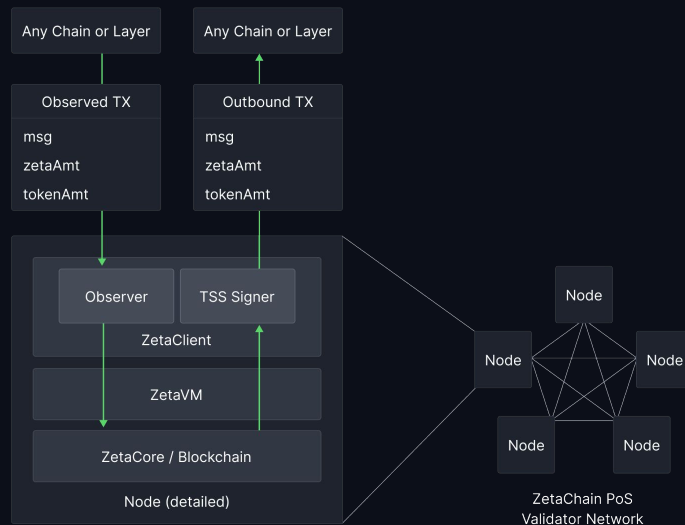 Any Chain or Layer
Any Chain or Layer
Observed TX
msg
zetaAmt
tokenAmt
Outbound TX
msg
zetaAmt
tokenAmt
Observer
TSS Signer
ZetaClient
ZetaVM
ZetaCore / Blockchain
Node (detailed)
Node
Node
Node
Node
Node
ZetaChain PoS
Validator Network